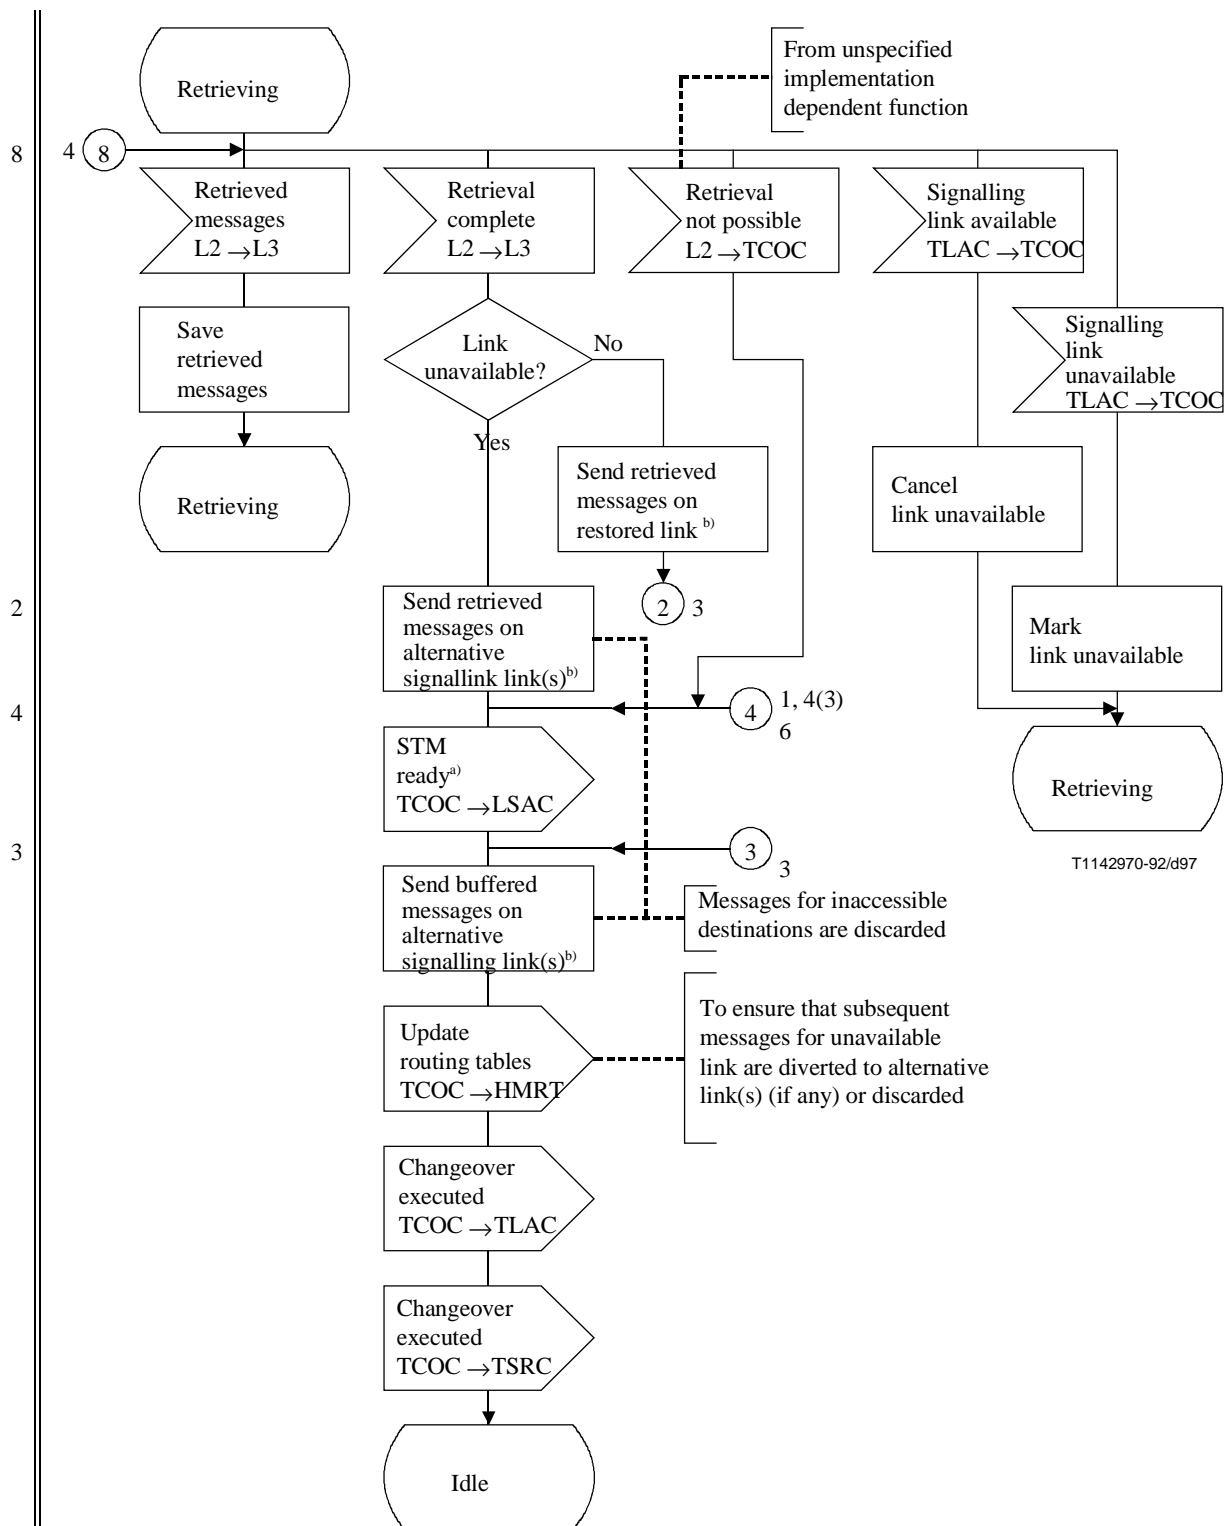 From unspecified
implementation
dependent function
Retrieving
8
4
8
Retrieved
messages
L2 → L3
Retrieval
complete
L2 → L3
Retrieval
not possible
L2 → TCOC
Signalling
link available
TLAC → TCOC
Signalling
link
unavailable
TLAC → TCOC
Save
retrieved
messages
Link
unavailable?
No
Yes
Retrieving
Send retrieved
messages on
restored link b)
Cancel
link unavailable
2
Send retrieved
messages on
alternative
signallink link(s)b)
2
3
Mark
link unavailable
4
4
1, 4(3)
6
STM
ready a)
TCOC → LSAC
Retrieving
3
3
3
T1142970-92/d97
Send buffered
messages on
alternative
signalling link(s)b)
Messages for inaccessible
destinations are discarded
Update
routing tables
TCOC → HMRT
To ensure that subsequent
messages for unavailable
link are diverted to alternative
link(s) (if any) or discarded
Changeover
executed
TCOC → TLAC
Changeover
executed
TCOC → TSRC
Idle